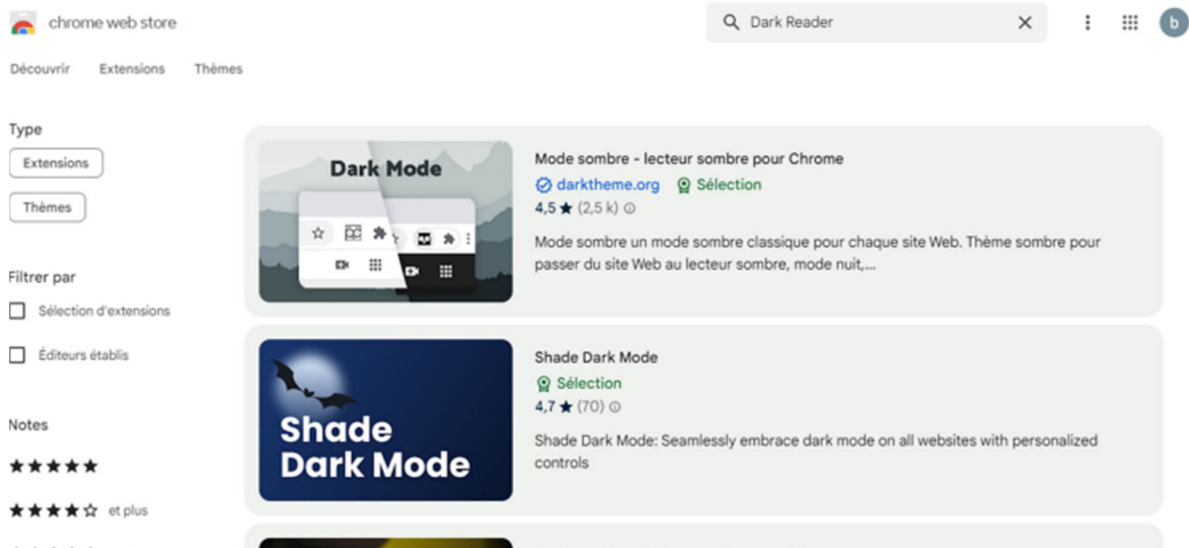 chrome web store
Dark Reader
b
Découvrir
Extensions
Thèmes
Type
Extensions
Thèmes
Filtrer par
Sélection d'extensions
Éditeurs établis
Notes
et plus
Dark Mode
Mode sombre - lecteur sombre pour Chrome
darktheme.org
Sélection
4,5 ★ (2,5 k)
Mode sombre un mode sombre classique pour chaque site Web. Thème sombre pour
passer du site Web au lecteur sombre, mode nuit,...
Shade
Dark Mode
Shade Dark Mode
Sélection
4,7 ★ (70)
Shade Dark Mode: Seamlessly embrace dark mode on all websites with personalized
controls